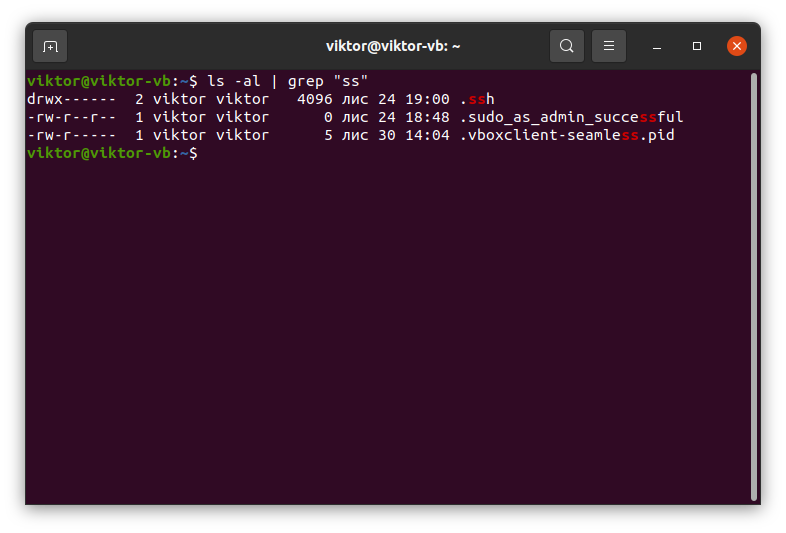 viktor@viktor-vb: ~
viktor@viktor-vb:~$ ls -al | grep "ss"
drwx------  2 viktor viktor   4096 лис 24 19:00 .ssh
-rw-r--r--  1 viktor viktor      0 лис 24 18:48 .sudo_as_admin_successful
-rw-r-----  1 viktor viktor      5 лис 30 14:04 .vboxclient-seamless.pid
viktor@viktor-vb:~$